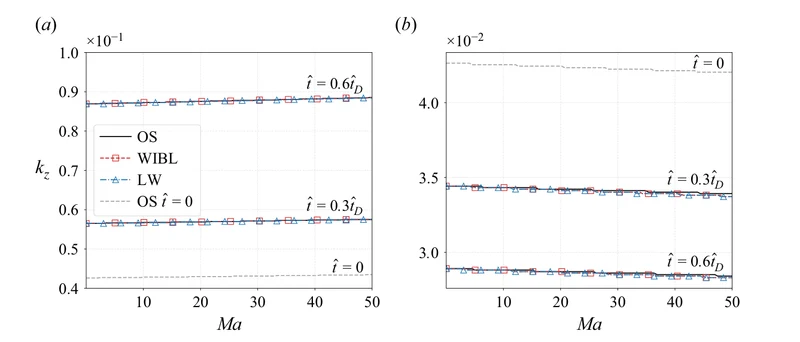 (a)
×10⁻¹
1.0
0.9
0.8
0.7
0.6
0.5
0.4
k_z
t̂ = 0.6t̂_D
OS
WIBL
LW
OS t̂ = 0
t̂ = 0.3t̂_D
t̂ = 0
10 20 30 40 50
Ma
(b)
×10⁻²
4.0
3.5
3.0
t̂ = 0
t̂ = 0.3t̂_D
t̂ = 0.6t̂_D
10 20 30 40 50
Ma